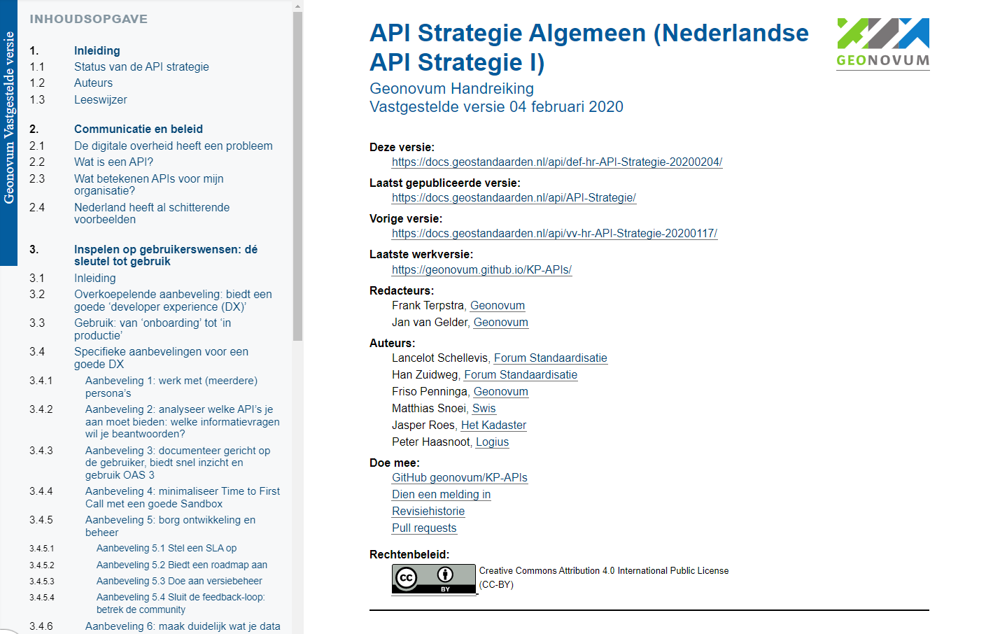 Geonovum Vastgestelde versie
INHOUDSOPGAVE
1. Inleiding
1.1 Status van de API strategie
1.2 Auteurs
1.3 Leeswijzer
2. Communicatie en beleid
2.1 De digitale overheid heeft een probleem
2.2 Wat is een API?
2.3 Wat betekenen APIs voor mijn
organisatie?
2.4 Nederland heeft al schitterende
voorbeelden
3. Inspelen op gebruikerswensen: dé
sleutel tot gebruik
3.1 Inleiding
3.2 Overkoepelende aanbeveling: biedt een
goede ‘developer experience (DX)’
3.3 Gebruik: van ‘onboarding’ tot ‘in
productie’
3.4 Specifieke aanbevelingen voor een
goede DX
3.4.1 Aanbeveling 1: werk met (meerdere)
persona’s
3.4.2 Aanbeveling 2: analyseer welke API’s je
aan moet bieden: welke informatievragen
wil je beantwoorden?
3.4.3 Aanbeveling 3: documenteer gericht op
de gebruiker, biedt snel inzicht en
gebruik OAS 3
3.4.4 Aanbeveling 4: minimaliseer Time to First
Call met een goede Sandbox
3.4.5 Aanbeveling 5: borg ontwikkeling en
beheer
3.4.5.1 Aanbeveling 5.1 Stel een SLA op
3.4.5.2 Aanbeveling 5.2 Biedt een roadmap aan
3.4.5.3 Aanbeveling 5.3 Doe aan versiebeheer
3.4.5.4 Aanbeveling 5.4 Sluit de feedback-loop:
betrek de community
3.4.6 Aanbeveling 6: maak duidelijk wat je data
API Strategie Algemeen (Nederlandse
API Strategie I)
GEONOVUM
Geonovum Handreiking
Vastgestelde versie 04 februari 2020
Deze versie:
https://docs.geostandaarden.nl/api/def-hr-API-Strategie-20200204/
Laatst gepubliceerde versie:
https://docs.geostandaarden.nl/api/API-Strategie/
Vorige versie:
https://docs.geostandaarden.nl/api/vv-hr-API-Strategie-20200117/
Laatste werkversie:
https://geonovum.github.io/KP-APIs/
Redacteurs:
Frank Terpstra, Geonovum
Jan van Gelder, Geonovum
Auteurs:
Lancelot Schellevis, Forum Standaardisatie
Han Zuidweg, Forum Standaardisatie
Friso Penninga, Geonovum
Matthias Snoei, Swis
Jasper Roes, Het Kadaster
Peter Haasnoot, Logius
Doe mee:
GitHub geonovum/KP-APIs
Dien een melding in
Revisiehistorie
Pull requests
Rechtenbeleid:
CC BY Creative Commons Attribution 4.0 International Public License
(CC-BY)